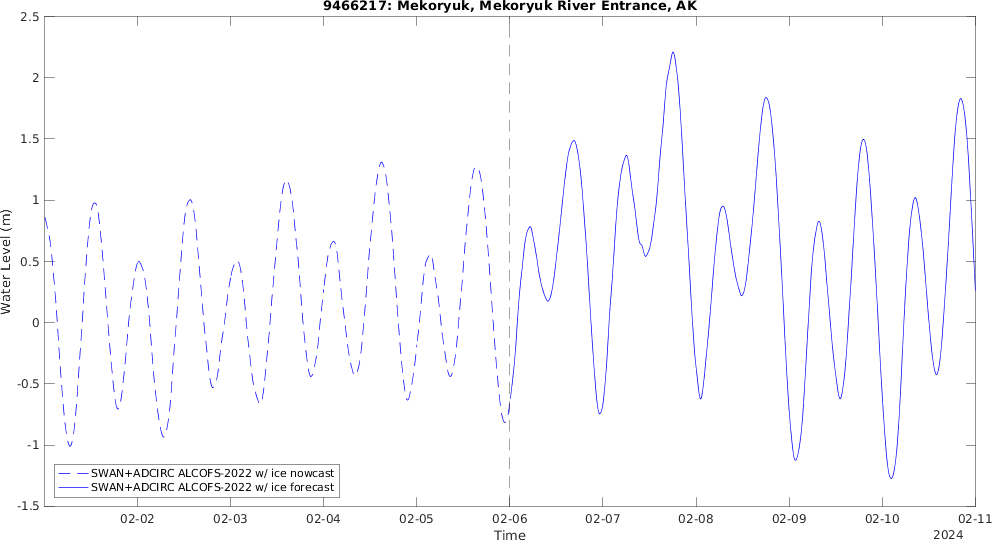 9466217: Mekoryuk, Mekoryuk River Entrance, AK
2.5
2
1.5
1
0.5
0
-0.5
-1
-1.5
Water Level (m)
SWAN+ADCIRC ALCOFS-2022 w/ ice nowcast
SWAN+ADCIRC ALCOFS-2022 w/ ice forecast
02-02 02-03 02-04 02-05 02-06 02-07 02-08 02-09 02-10 02-11
Time
2024